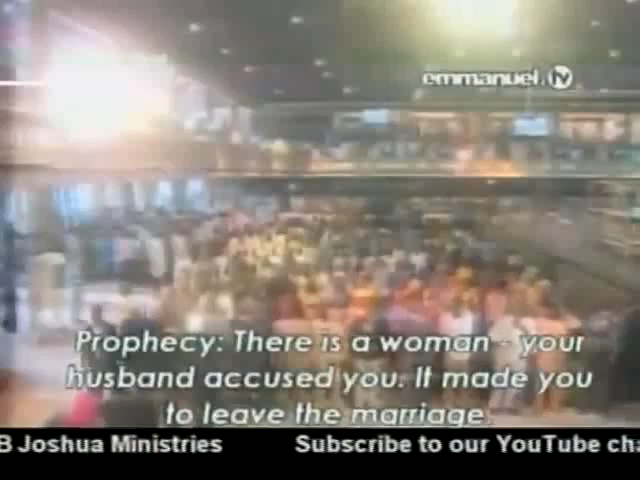 emmanuel.tv
Prophecy: There is a woman - your
husband accused you. It made you
to leave the marriage.
B Joshua Ministries Subscribe to our YouTube cha